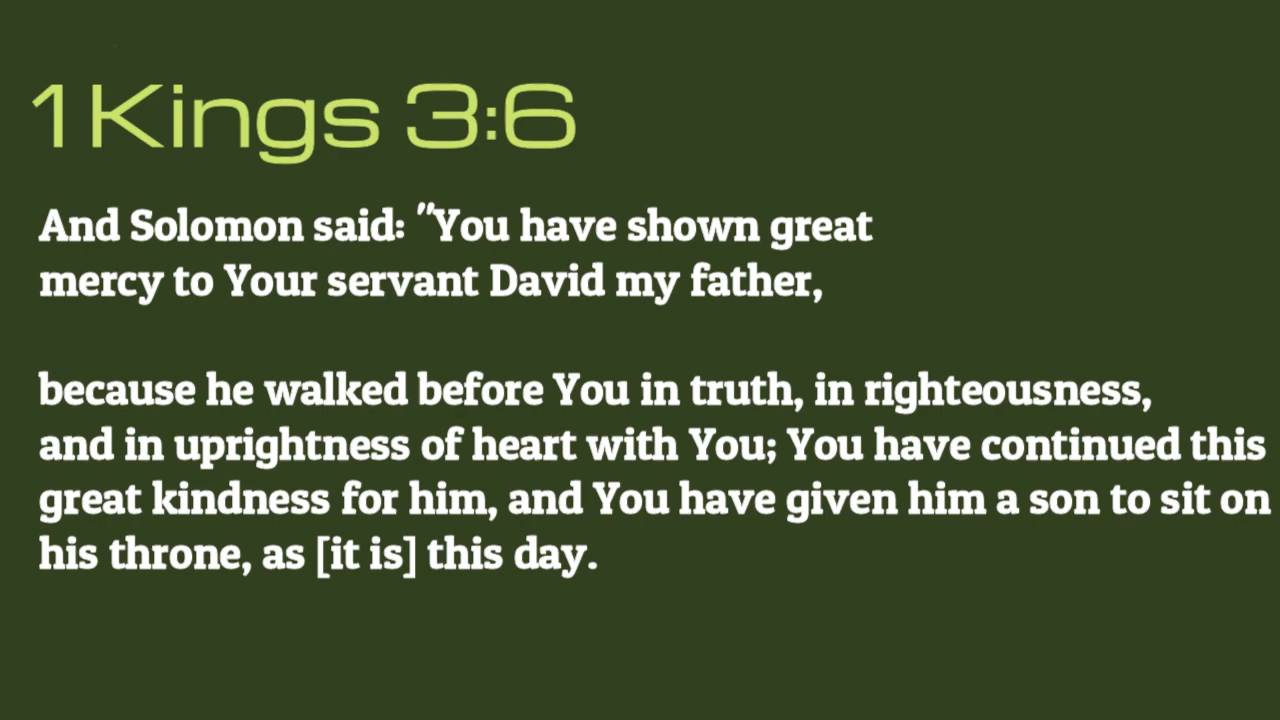 1 Kings 3:6
And Solomon said: "You have shown great
mercy to Your servant David my father,
because he walked before You in truth, in righteousness,
and in uprightness of heart with You; You have continued this
great kindness for him, and You have given him a son to sit on
his throne, as [it is] this day.